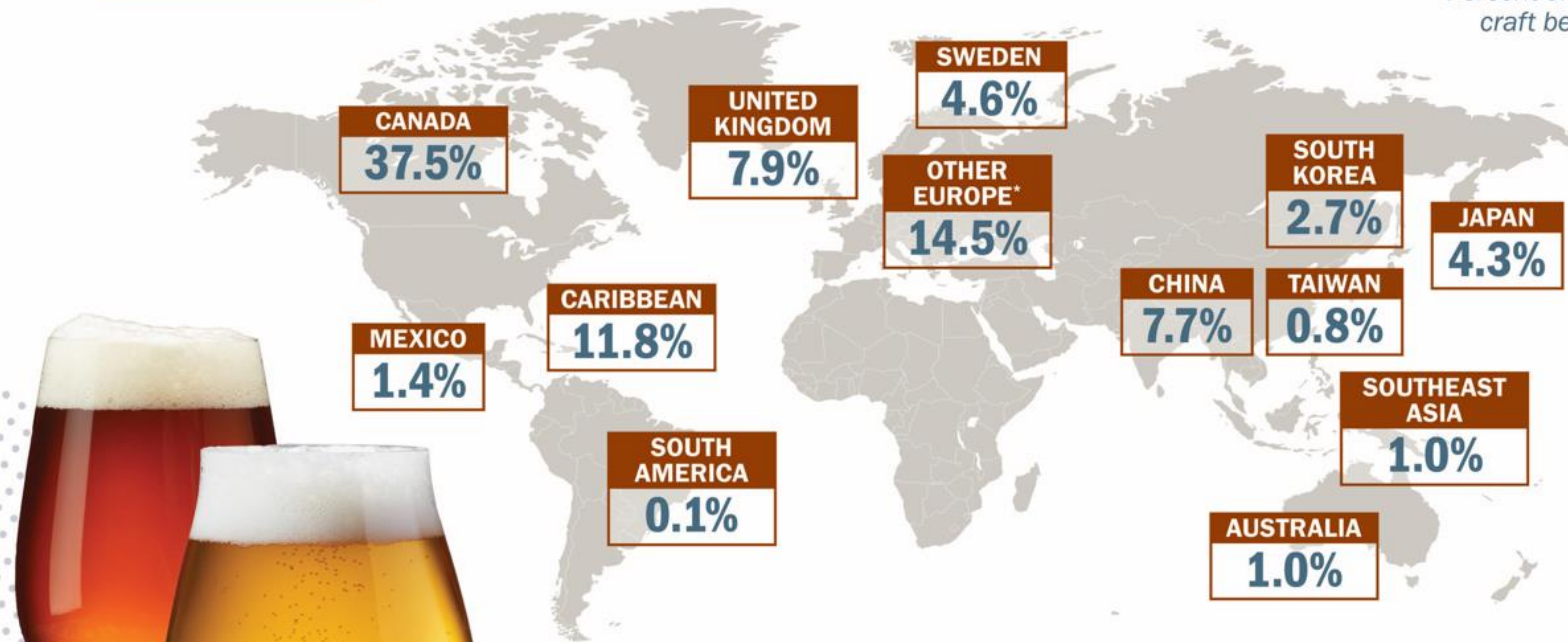 craft be
SWEDEN
4.6%
UNITED
KINGDOM
7.9%
CANADA
37.5%
OTHER
EUROPE*
14.5%
SOUTH
KOREA
2.7%
JAPAN
4.3%
CHINA
7.7%
TAIWAN
0.8%
CARIBBEAN
11.8%
MEXICO
1.4%
SOUTHEAST
ASIA
1.0%
SOUTH
AMERICA
0.1%
AUSTRALIA
1.0%